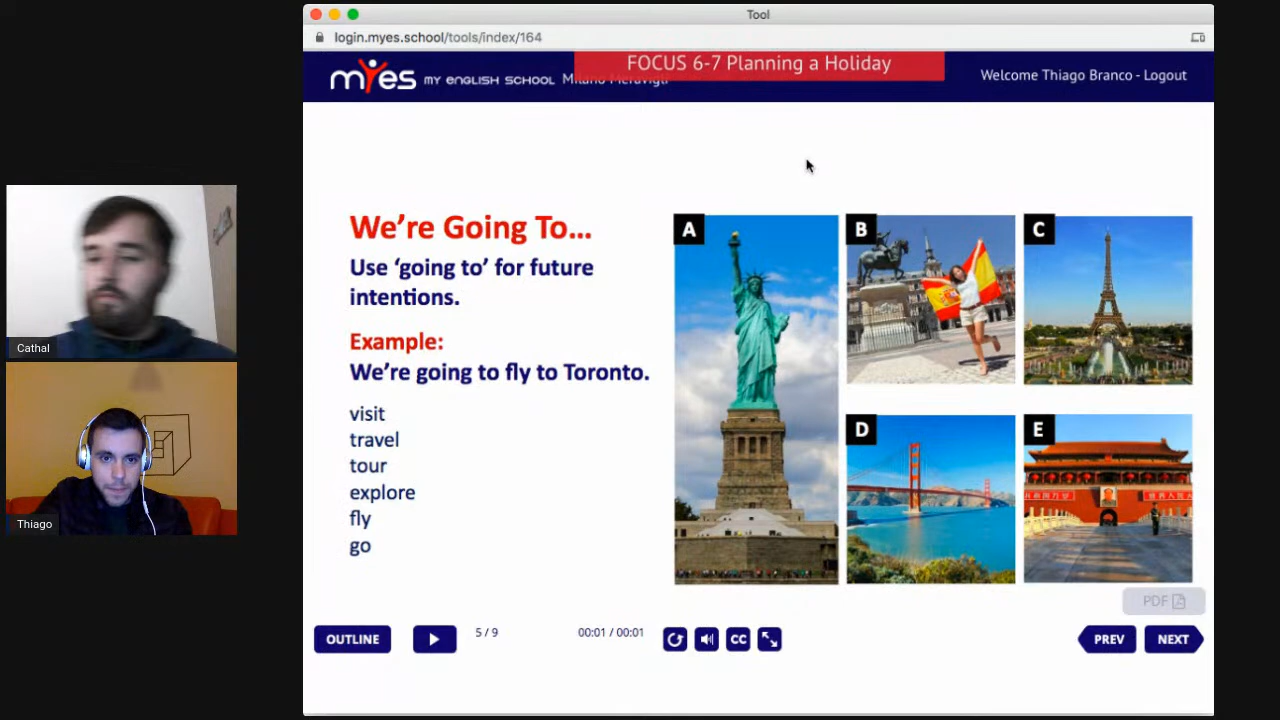 Tool
login.myes.school/tools/index/164
FOCUS 6-7 Planning a Holiday
myes MY ENGLISH SCHOOL Milano Meravigli
Welcome Thiago Branco - Logout
We're Going To...
Use 'going to' for future
intentions.
Example:
We're going to fly to Toronto.
visit
travel
tour
explore
fly
go
A
B
C
D
E
Cathal
Thiago
PDF
OUTLINE
5 / 9
00:01 / 00:01
CC
PREV
NEXT